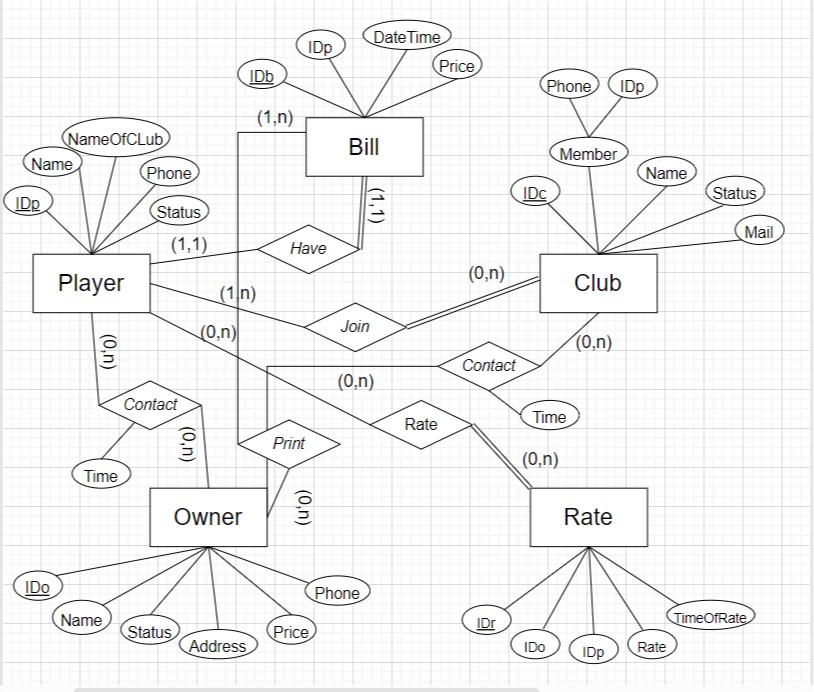 DateTime
IDp
Price
IDb
Phone
IDp
(1,n)
NameOfCLub
Bill
Member
Name
Phone
Name
IDc
Status
IDp
Status
(1,1)
Mail
(1,1)
Have
Player
(0,n)
Club
(1,n)
Join
(0,n)
(0,n)
(0,n)
Contact
(0,n)
Contact
Time
Rate
(0,n)
Print
(0,n)
Time
(0,n)
Owner
Rate
IDo
Phone
Name
Status
Address
Price
IDr
IDo
IDp
Rate
TimeOfRate